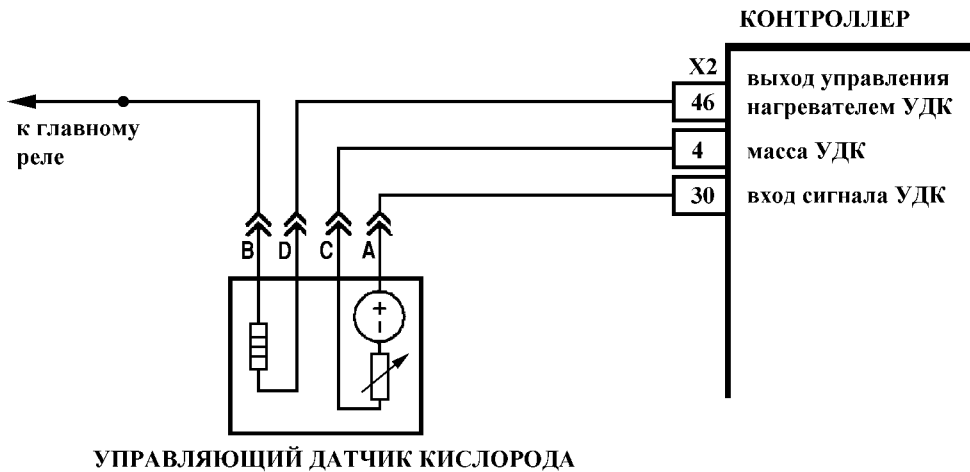 КОНТРОЛЛЕР
X2
46
выход управления
нагревателем УДК
к главному
реле
4
масса УДК
30
вход сигнала УДК
B
D
C
A
+
−
УПРАВЛЯЮЩИЙ ДАТЧИК КИСЛОРОДА